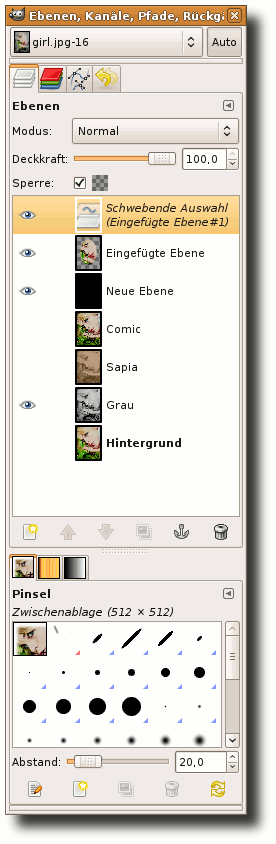 Ebenen, Kanäle, Pfade, Rückg
girl.jpg-16
Auto
Ebenen
Modus:
Normal
Deckkraft:
100,0
Sperre:
Schwebende Auswahl
(Eingefügte Ebene#1)
Eingefügte Ebene
Neue Ebene
Comic
Sapia
Grau
Hintergrund
Pinsel
Zwischenablage (512 × 512)
Abstand:
20,0